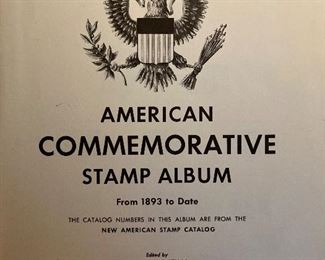 AMERICAN
COMMEMORATIVE
STAMP ALBUM
From 1893 to Date
THE CATALOG NUMBERS IN THIS ALBUM ARE FROM THE
NEW AMERICAN STAMP CATALOG
Edited by